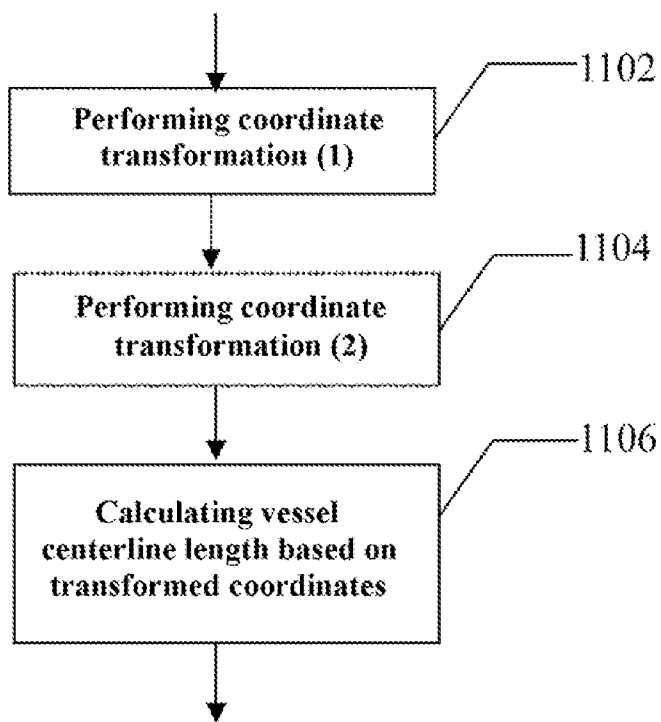 1102
Performing coordinate
transformation (1)
1104
Performing coordinate
transformation (2)
1106
Calculating vessel
centerline length based on
transformed coordinates